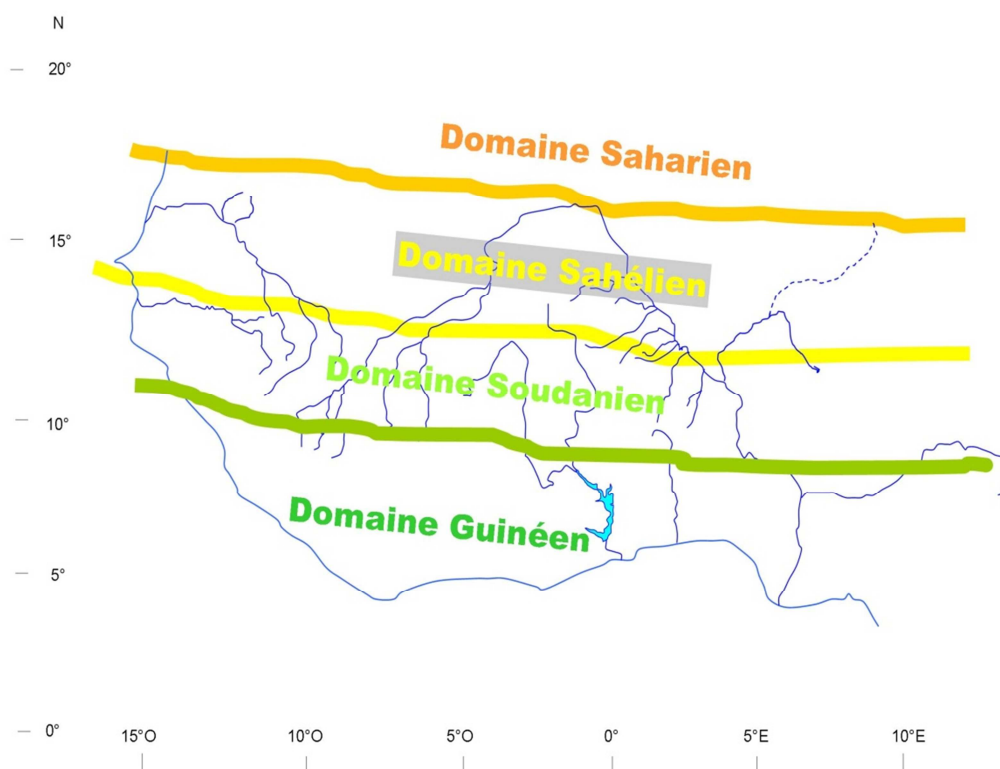 N
20°
Domaine Saharien
15°
Domaine Sahélien
Domaine Soudanien
10°
Domaine Guinéen
5°
0°
15°O 10°O 5°O 0° 5°E 10°E